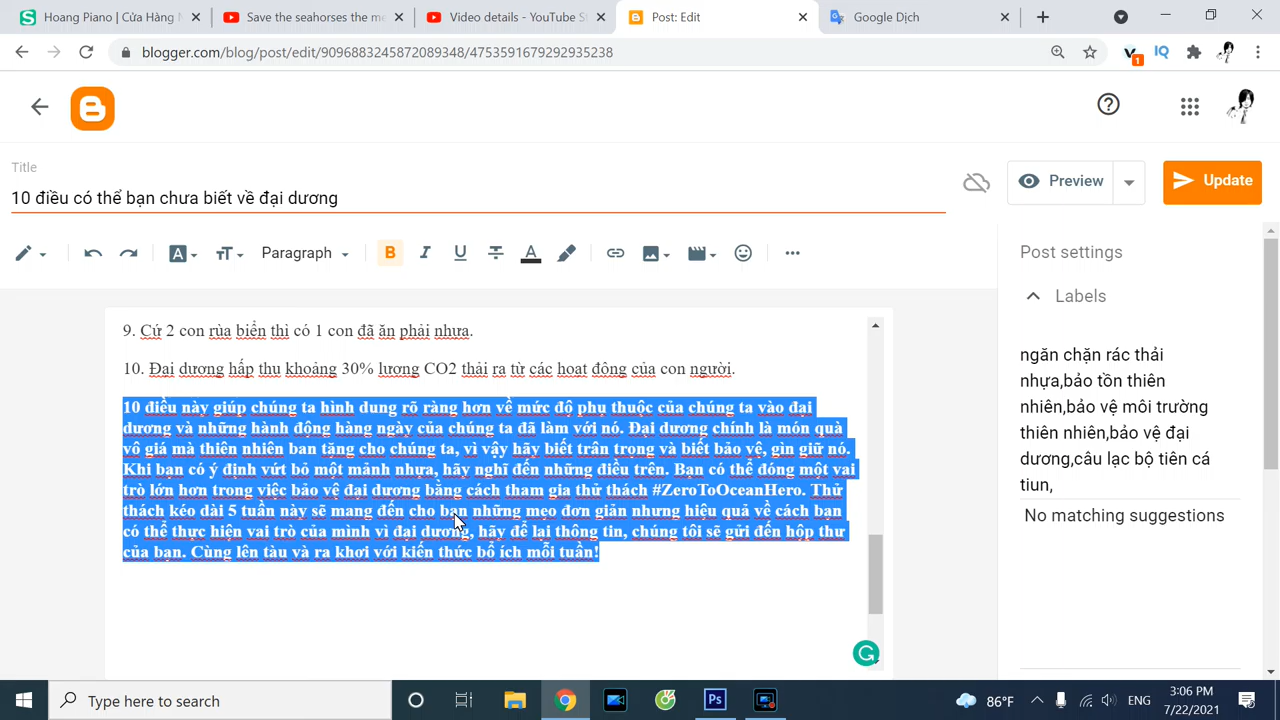 Hoang Piano | Cửa Hàng
Save the seahorses the me
Video details - YouTube S
Post: Edit
Google Dịch
blogger.com/blog/post/edit/9096883245872089348/4753591679292935238
1
IQ
Title
10 điều có thể bạn chưa biết về đại dương
Preview
Update
Paragraph
B
I
U
A
Post settings
Labels
ngăn chặn rác thải
nhựa,bảo tồn thiên
nhiên,bảo vệ môi trường
thiên nhiên,bảo vệ đại
dương,câu lạc bộ tiên cá
tiun,
No matching suggestions
9. Cứ 2 con rùa biển thì có 1 con đã ăn phải nhựa.
10. Đại dương hấp thụ khoảng 30% lượng CO2 thải ra từ các hoạt động của con người.
10 điều này giúp chúng ta hình dung rõ ràng hơn về mức độ phụ thuộc của chúng ta vào đại
dương và những hành động hàng ngày của chúng ta đã làm với nó. Đại dương chính là món quà
vô giá mà thiên nhiên ban tặng cho chúng ta, vì vậy hãy biết trân trọng và biết bảo vệ, gìn giữ nó.
Khi bạn có ý định vứt bỏ một mảnh nhựa, hãy nghĩ đến những điều trên. Bạn có thể đóng một vai
trò lớn hơn trong việc bảo vệ đại dương bằng cách tham gia thử thách #ZeroToOceanHero. Thử
thách kéo dài 5 tuần này sẽ mang đến cho bạn những mẹo đơn giản nhưng hiệu quả về cách bạn
có thể thực hiện vai trò của mình vì đại dương, hãy để lại thông tin, chúng tôi sẽ gửi đến hộp thư
của bạn. Cùng lên tàu và ra khơi với kiến thức bổ ích mỗi tuần!
Type here to search
Ps
86°F
ENG
3:06 PM
7/22/2021